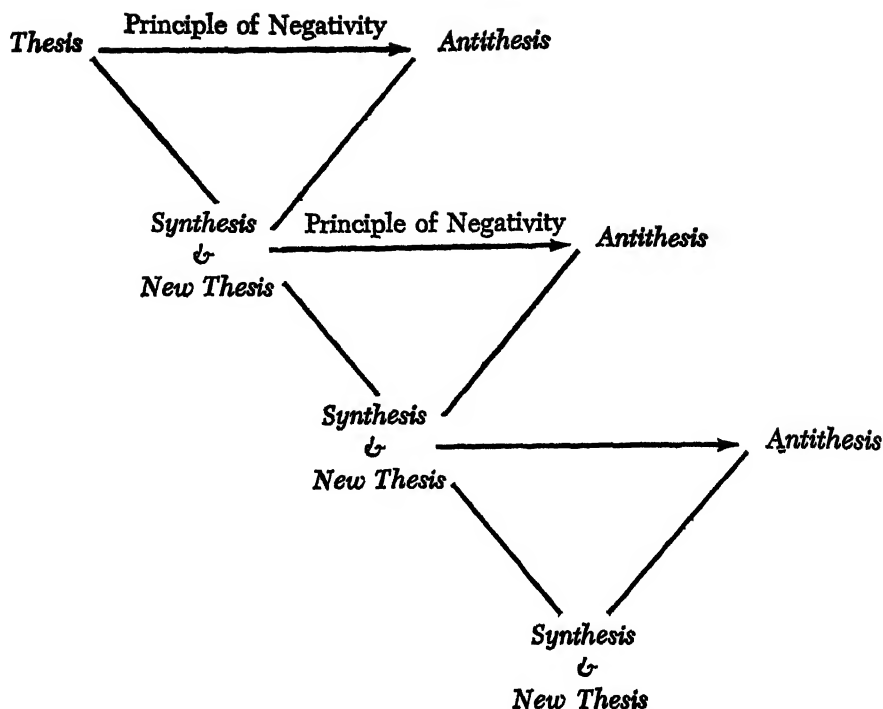 Thesis
Principle of Negativity
Antithesis
Synthesis
&
New Thesis
Principle of Negativity
Antithesis
Synthesis
&
New Thesis
Antithesis
Synthesis
&
New Thesis